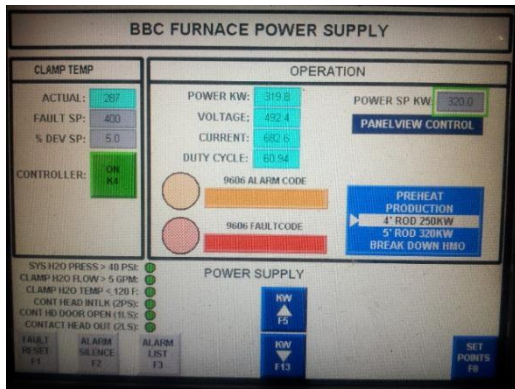 BBC FURNACE POWER SUPPLY
CLAMP TEMP
ACTUAL: 287
FAULT SP: 400
% DEV SP: 5.0
CONTROLLER: ON
K4
OPERATION
POWER KW: 319.8
VOLTAGE: 492.4
CURRENT: 682.6
DUTY CYCLE: 60.94
POWER SP KW: 320.0
PANELVIEW CONTROL
9606 ALARM CODE
9606 FAULTCODE
PREHEAT
PRODUCTION
4' ROD 250KW
5' ROD 320KW
BREAK DOWN HMO
SYS H2O PRESS > 40 PSI:
CLAMP H2O FLOW > 5 GPM:
CLAMP H2O TEMP < 120 F:
CONT HEAD INTLK (2PS):
CONT HD DOOR OPEN (1LS):
CONTACT HEAD OUT (2LS):
POWER SUPPLY
KW
F5
KW
F13
FAULT
RESET
F1
ALARM
SILENCE
F2
ALARM
LIST
F3
SET
POINTS
F8